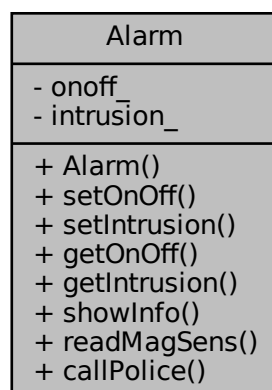 Alarm
- onoff_
- intrusion_
+ Alarm()
+ setOnOff()
+ setIntrusion()
+ getOnOff()
+ getIntrusion()
+ showInfo()
+ readMagSens()
+ callPolice()